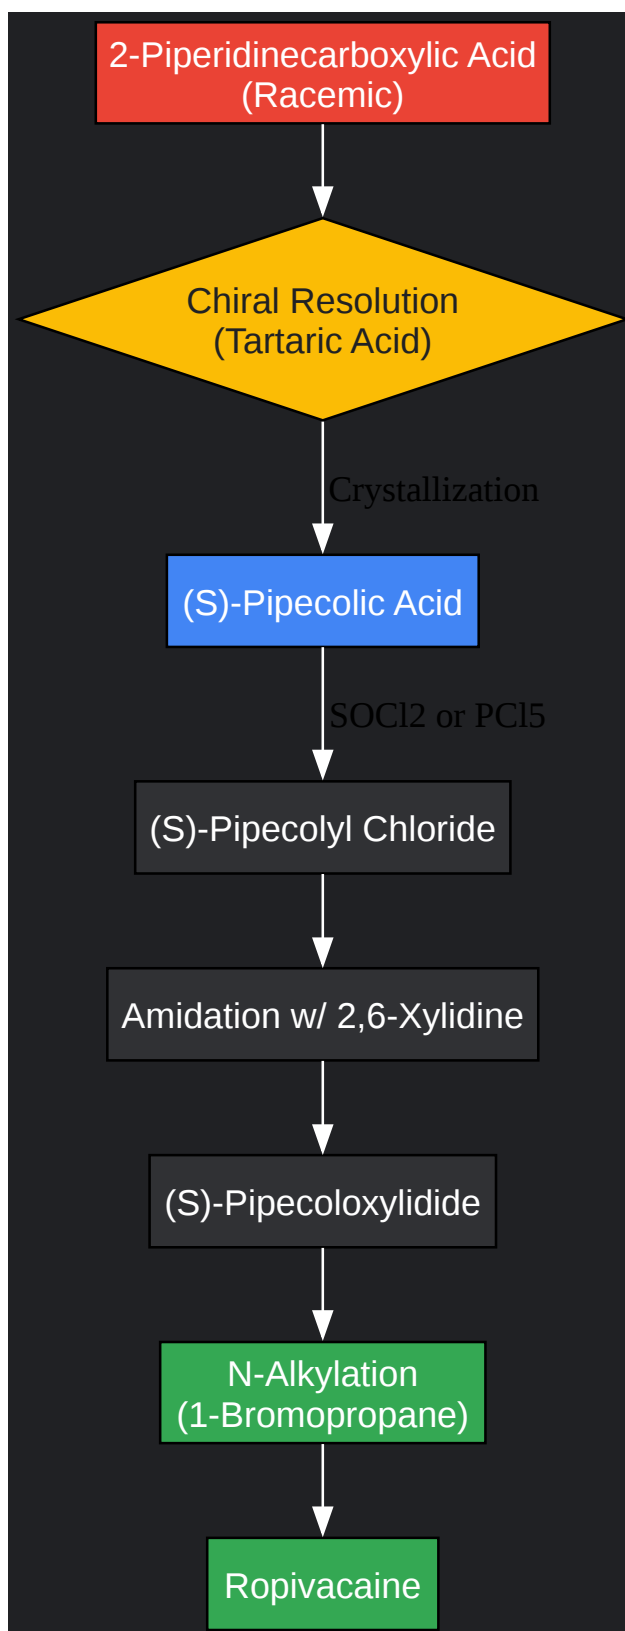 2-Piperidinecarboxylic Acid
(Racemic)
Chiral Resolution
(Tartaric Acid)
Crystallization
(S)-Pipecolic Acid
SOCl2 or PCl5
(S)-Pipecolyl Chloride
Amidation w/ 2,6-Xylidine
(S)-Pipecoloxylidide
N-Alkylation
(1-Bromopropane)
Ropivacaine